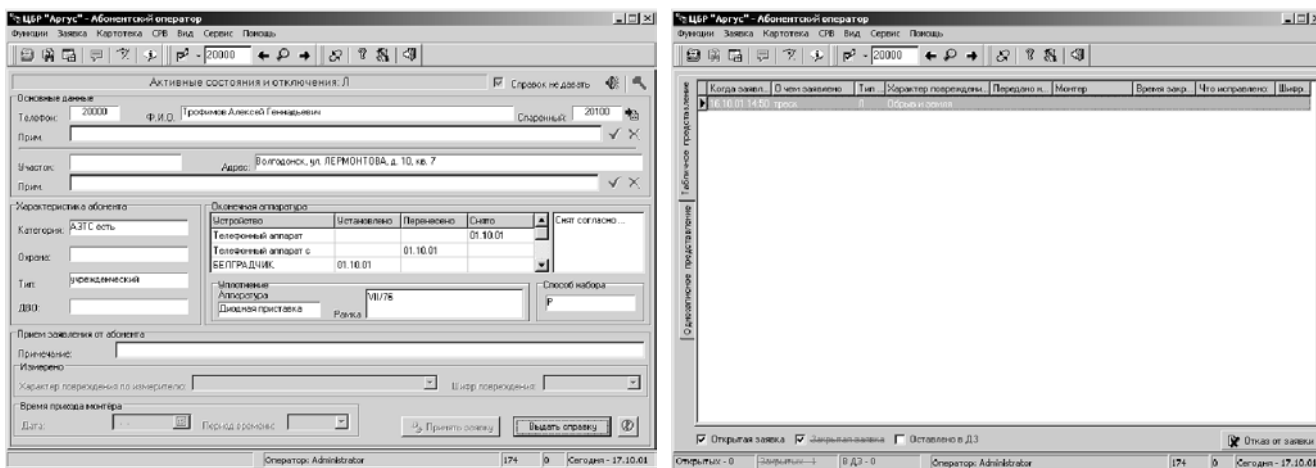 ЦБР "Аргус" - Абонентский оператор
Функции Заявка Картотека СРВ Вид Сервис Помощь
20000
Активные состояния и отключения: Л
Справок не давать
Основные данные
Телефон: 20000 Ф.И.О. Трофимов Алексей Геннадьевич Спаренный: 20100
Прим.
Участок: Адрес: Волгодонск, ул. ЛЕРМОНТОВА, д. 10, кв. 7
Прим.
Характеристика абонента
Категория: АЗТС есть
Охрана:
Тип: учрежденческий
ДВО:
Оконечная аппаратура
Устройство Установлено Перенесено Снято
Телефонный аппарат 01.10.01
Телефонный аппарат с 01.10.01
БЕЛГРАДЧИК 01.10.01
Снят согласно...
Уплотнение
Аппаратура
Диодная приставка Рамка VII/76
Способ набора
P
Прием заявления от абонента
Примечание:
Измерено
Характер повреждения по измерителю: Шифр повреждения:
Время прихода монтёра
Дата: Период времени: Принять заявку Выдать справку
Оператор: Administrator 174 0 Сегодня - 17.10.01
ЦБР "Аргус" - Абонентский оператор
Функции Заявка Картотека СРВ Вид Сервис Помощь
20000
Табличное представление
Однозаписное представление
Когда заявл... О чем заявлено Тип ... Характер повреждени... Передано н... Монтер Время закр... Что исправлено Шифр...
16.10.01 14:50 треск Л Обрыв и земля
Открытая заявка Закрытая заявка Оставлено в ДЗ Отказ от заявки
Открытых - 0 Закрытых - 1 В ДЗ - 0 Оператор: Administrator 174 0 Сегодня - 17.10.01